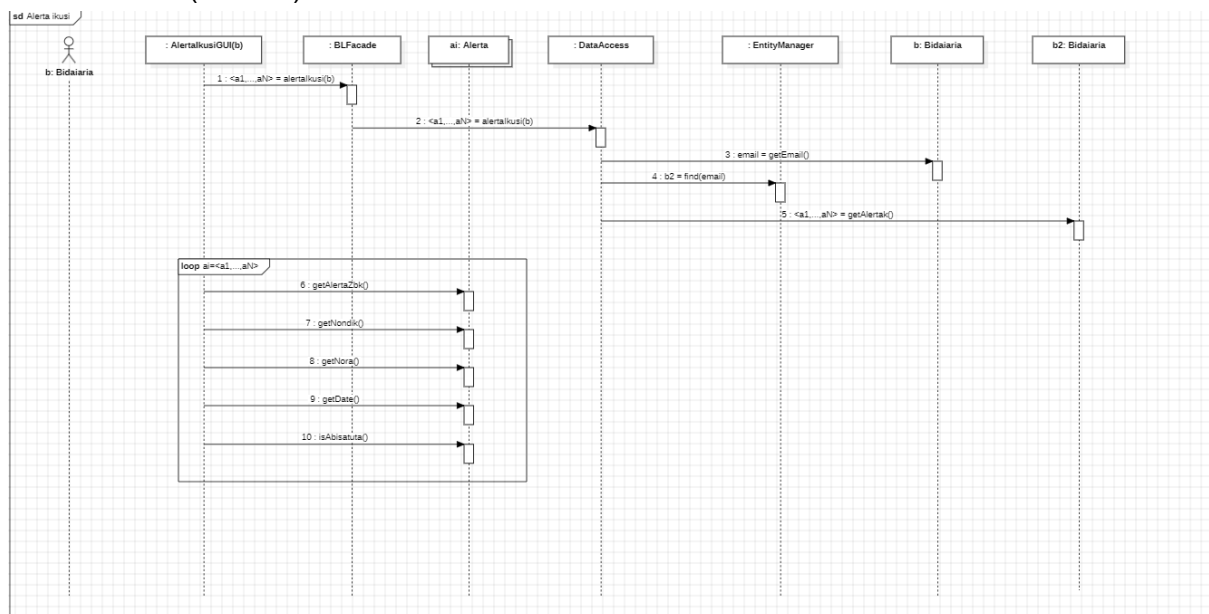 sd Alerta ikusi
b: Bidaiaria
: AlertaIkusiGUI(b)
: BLFacade
ai: Alerta
: DataAccess
: EntityManager
b: Bidaiaria
b2: Bidaiaria
1 : <a1,...,aN> = alertaIkusi(b)
2 : <a1,...,aN> = alertaIkusi(b)
3 : email = getEmail()
4 : b2 = find(email)
5 : <a1,...,aN> = getAlertak()
loop ai=<a1,...,aN>
6 : getAlertaZbk()
7 : getNondik()
8 : getNora()
9 : getDate()
10 : isAbisatuta()